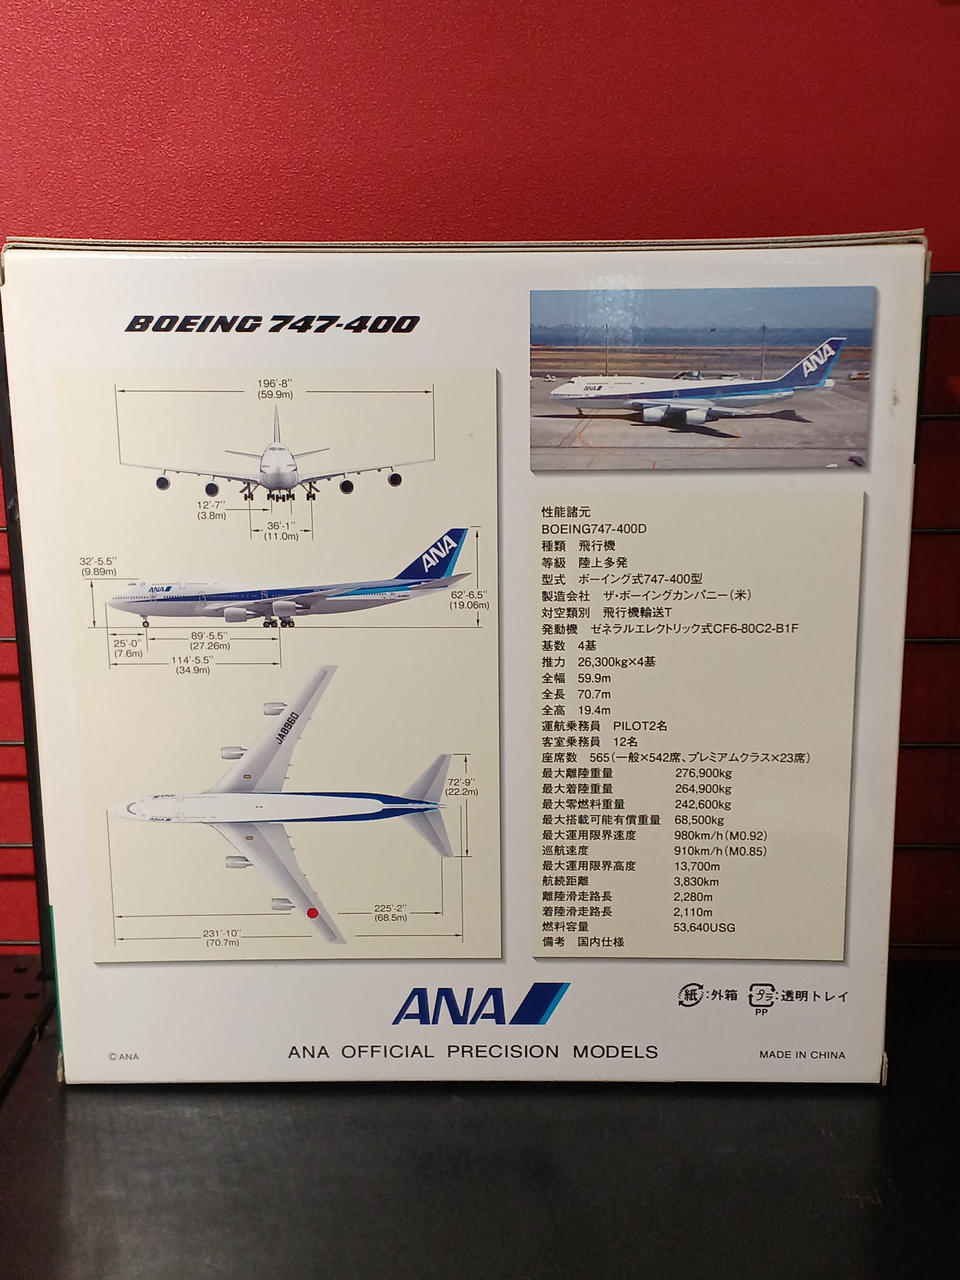 BOEING 747-400
196'-8"
(59.9m)
12'-7"
(3.8m)
36'-1"
(11.0m)
32'-5.5"
(9.89m)
ANA
ANA
62'-6.5"
(19.06m)
25'-0"
(7.6m)
89'-5.5"
(27.26m)
114'-5.5"
(34.9m)
JA8960
72'-9"
(22.2m)
225'-2"
(68.5m)
231'-10"
(70.7m)
ANA
ANA
性能諸元
BOEING747-400D
種類 飛行機
等級 陸上多発
型式 ボーイング式747-400型
製造会社 ザ・ボーイングカンパニー(米)
対空類別 飛行機輸送T
発動機 ゼネラルエレクトリック式CF6-80C2-B1F
基数 4基
推力 26,300kg×4基
全幅 59.9m
全長 70.7m
全高 19.4m
運航乗務員 PILOT2名
客室乗務員 12名
座席数 565(一般×542席、プレミアムクラス×23席)
最大離陸重量 276,900kg
最大着陸重量 264,900kg
最大零燃料重量 242,600kg
最大搭載可能有償重量 68,500kg
最大運用限界速度 980km/h(M0.92)
巡航速度 910km/h(M0.85)
最大運用限界高度 13,700m
航続距離 3,830km
離陸滑走路長 2,280m
着陸滑走路長 2,110m
燃料容量 53,640USG
備考 国内仕様
ANA
紙:外箱 プラ:透明トレイ
PP
©ANA
ANA OFFICIAL PRECISION MODELS
MADE IN CHINA